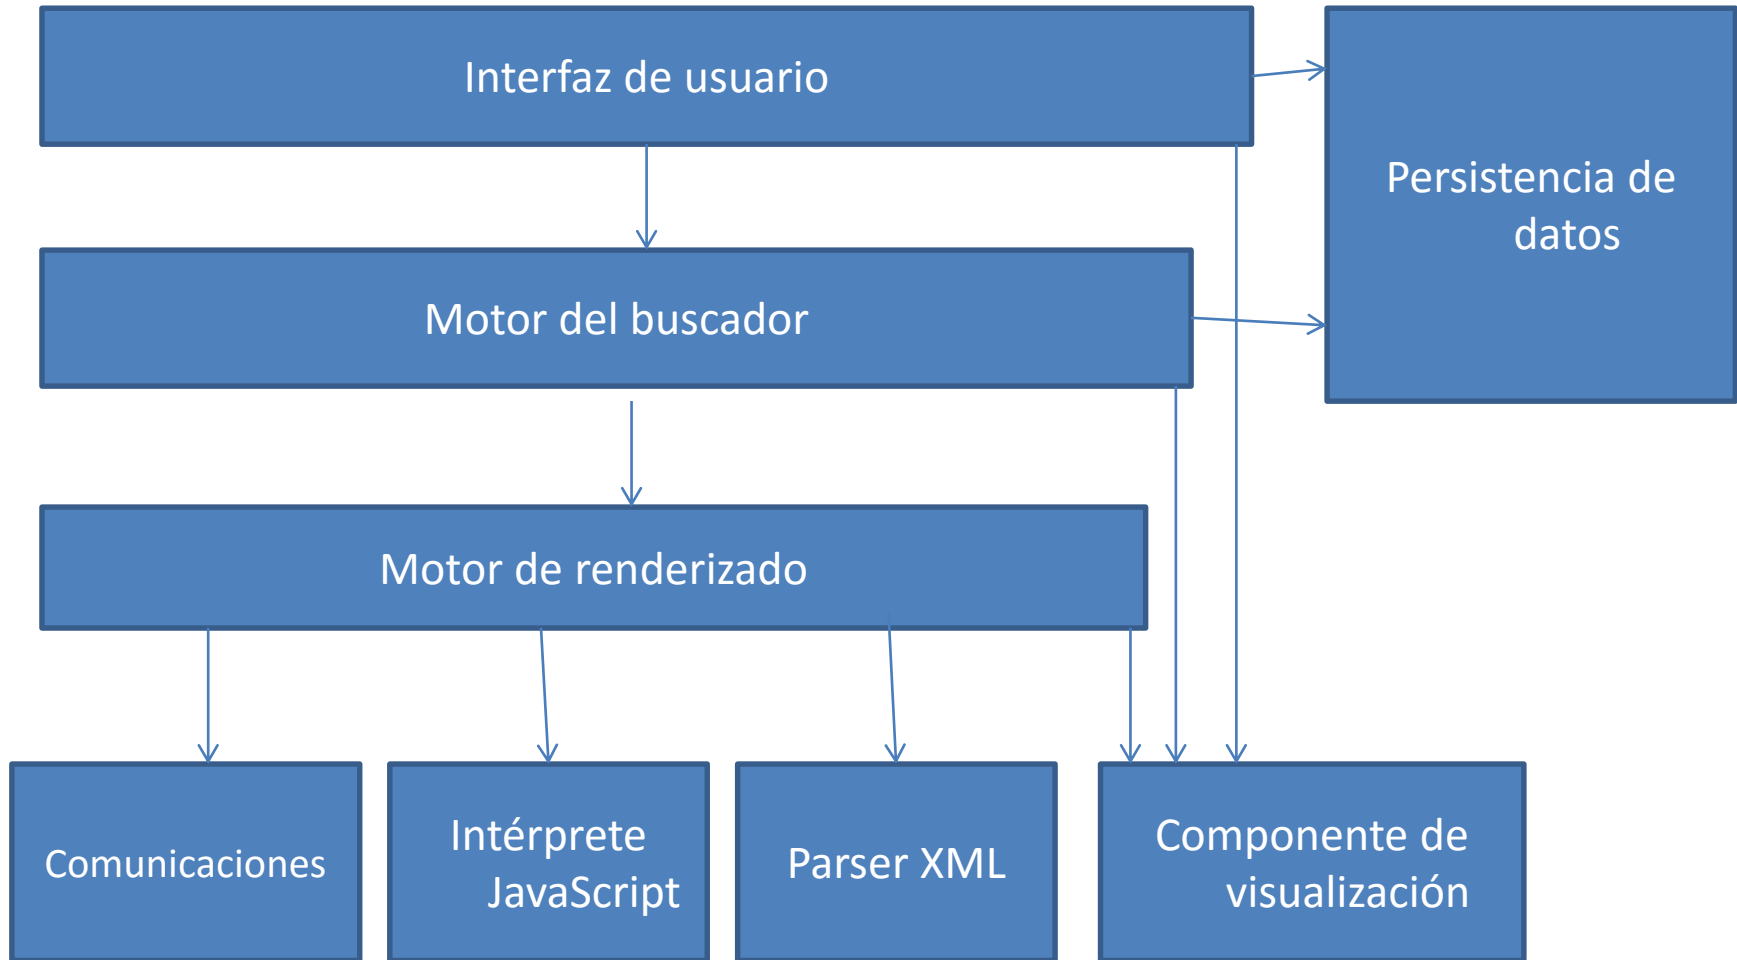 Interfaz de usuario
Persistencia de
datos
Motor del buscador
Motor de renderizado
Comunicaciones
Intérprete
JavaScript
Parser XML
Componente de
visualización